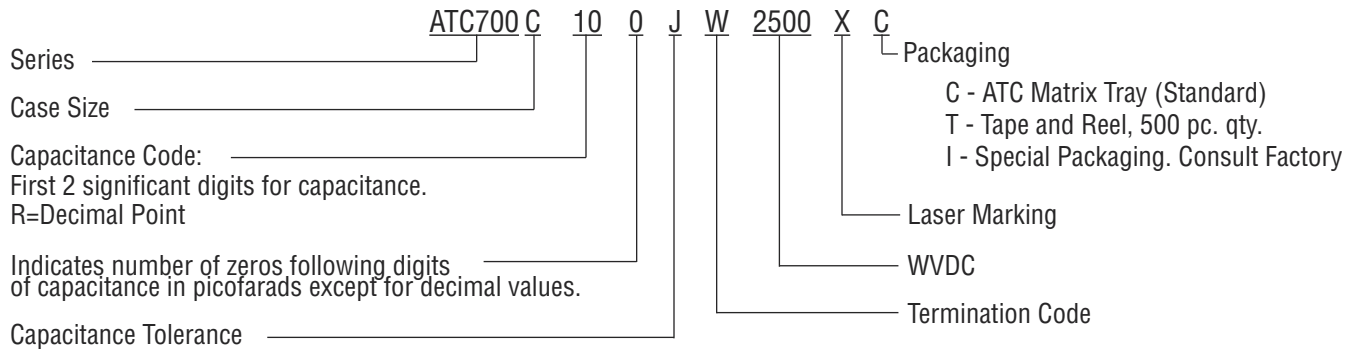 ATC700 C 10 0 J W 2500 X C
Series
Case Size
Capacitance Code:
First 2 significant digits for capacitance.
R=Decimal Point
Indicates number of zeros following digits
of capacitance in picofarads except for decimal values.
Capacitance Tolerance
Packaging
C - ATC Matrix Tray (Standard)
T - Tape and Reel, 500 pc. qty.
I - Special Packaging. Consult Factory
Laser Marking
WVDC
Termination Code